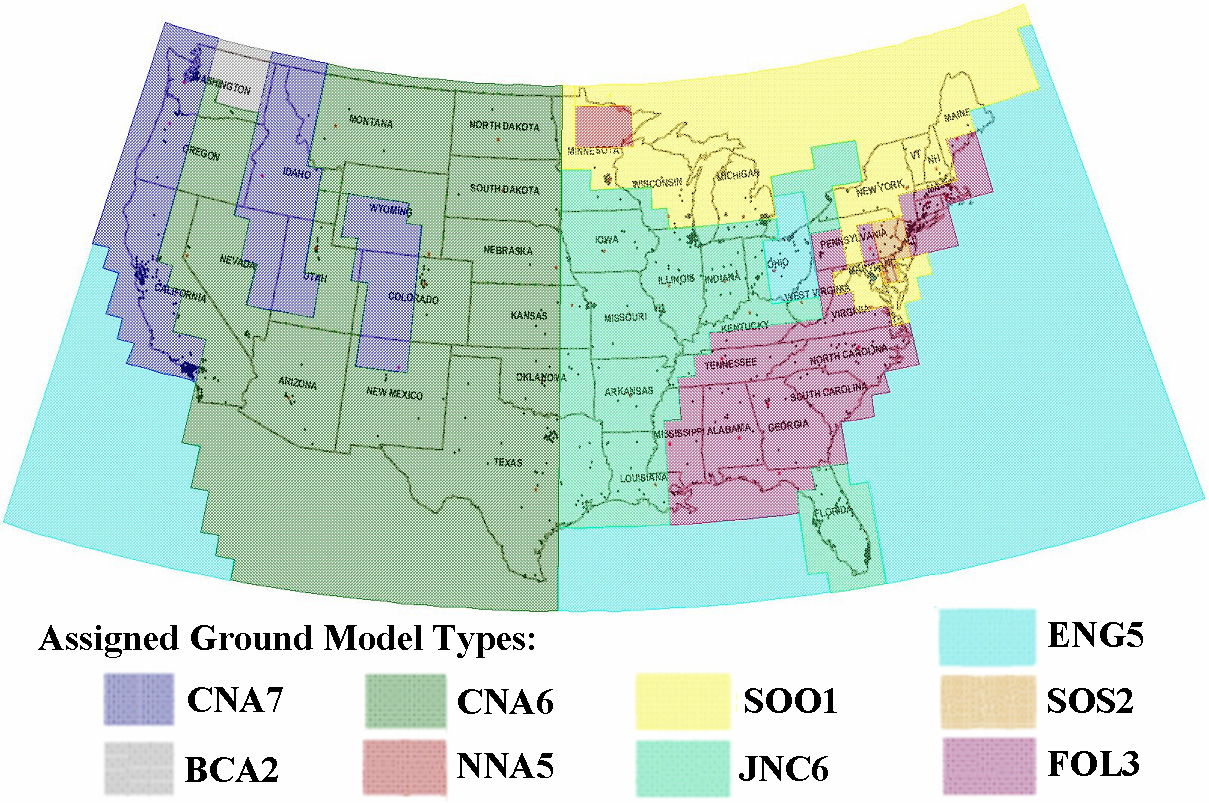 WASHINGTON
MONTANA
NORTH DAKOTA
MAINE
OREGON
IDAHO
MINNESOTA
WISCONSIN
MICHIGAN
VT
NH
NEW YORK
SOUTH DAKOTA
WYOMING
NEBRASKA
IOWA
PENNSYLVANIA
NEVADA
UTAH
COLORADO
ILLINOIS
INDIANA
OHIO
CALIFORNIA
KANSAS
MISSOURI
WEST VIRGINIA
VIRGINIA
KENTUCKY
ARIZONA
NEW MEXICO
OKLAHOMA
ARKANSAS
TENNESSEE
NORTH CAROLINA
SOUTH CAROLINA
MISSISSIPPI
ALABAMA
GEORGIA
TEXAS
LOUISIANA
FLORIDA
Assigned Ground Model Types:
ENG5
CNA7
CNA6
SOO1
SOS2
BCA2
NNA5
JNC6
FOL3